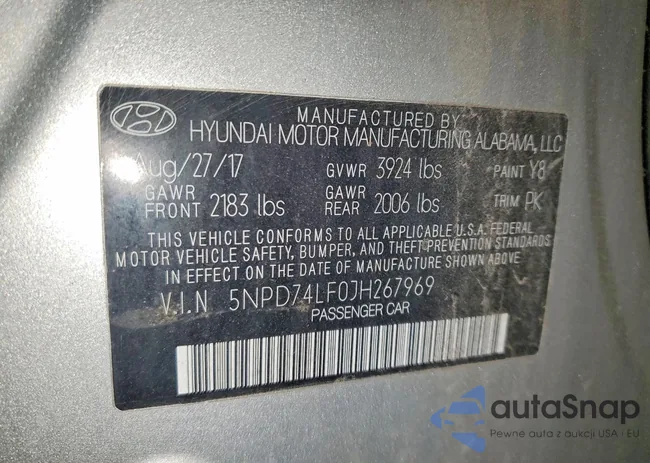 MANUFACTURED BY
HYUNDAI MOTOR MANUFACTURING ALABAMA, LLC
Aug/27/17 GVWR 3924 lbs PAINT Y8
GAWR FRONT 2183 lbs GAWR REAR 2006 lbs TRIM PK
THIS VEHICLE CONFORMS TO ALL APPLICABLE U.S.A. FEDERAL
MOTOR VEHICLE SAFETY, BUMPER, AND THEFT PREVENTION STANDARDS
IN EFFECT ON THE DATE OF MANUFACTURE SHOWN ABOVE
V.I.N 5NPD74LF0JH267969
PASSENGER CAR
autaSnap
Pewne auta z aukcji USA - EU